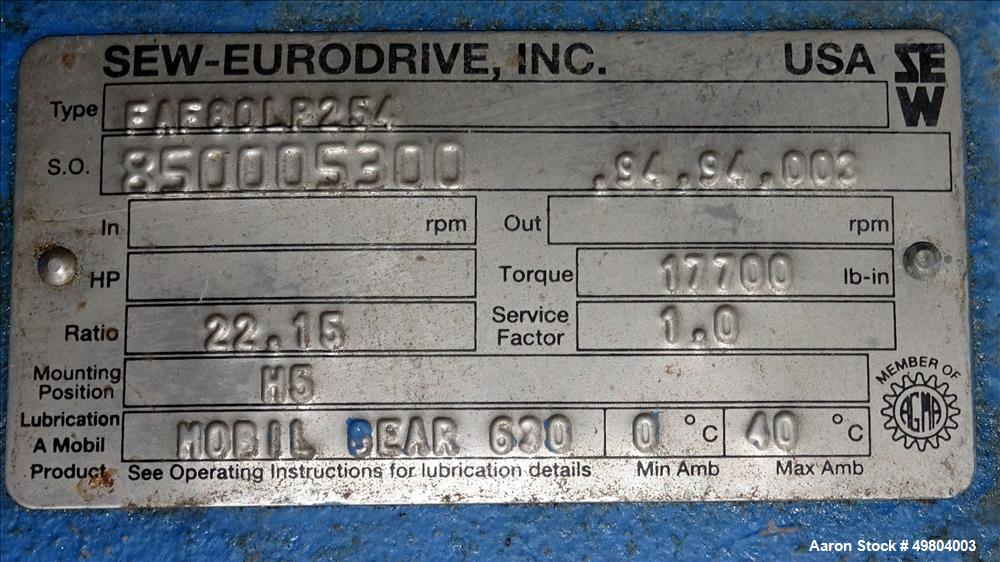 SEW-EURODRIVE, INC. USA SEW
Type FAF80LP254
S.O. 850005300 .94.94.003
In rpm Out rpm
HP Torque 17700 lb-in
Ratio 22.15 Service Factor 1.0
Mounting Position H5
Lubrication A Mobil Product MOBIL GEAR 630 0 °C 40 °C
See Operating Instructions for lubrication details Min Amb Max Amb
MEMBER OF
AGMA
Aaron Stock # 49804003